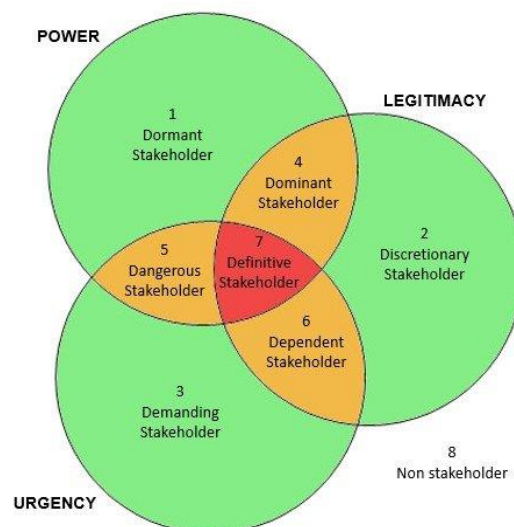 POWER
1
Dormant
Stakeholder
LEGITIMACY
4
Dominant
Stakeholder
2
Discretionary
Stakeholder
5
Dangerous
Stakeholder
7
Definitive
Stakeholder
6
Dependent
Stakeholder
3
Demanding
Stakeholder
8
Non stakeholder
URGENCY